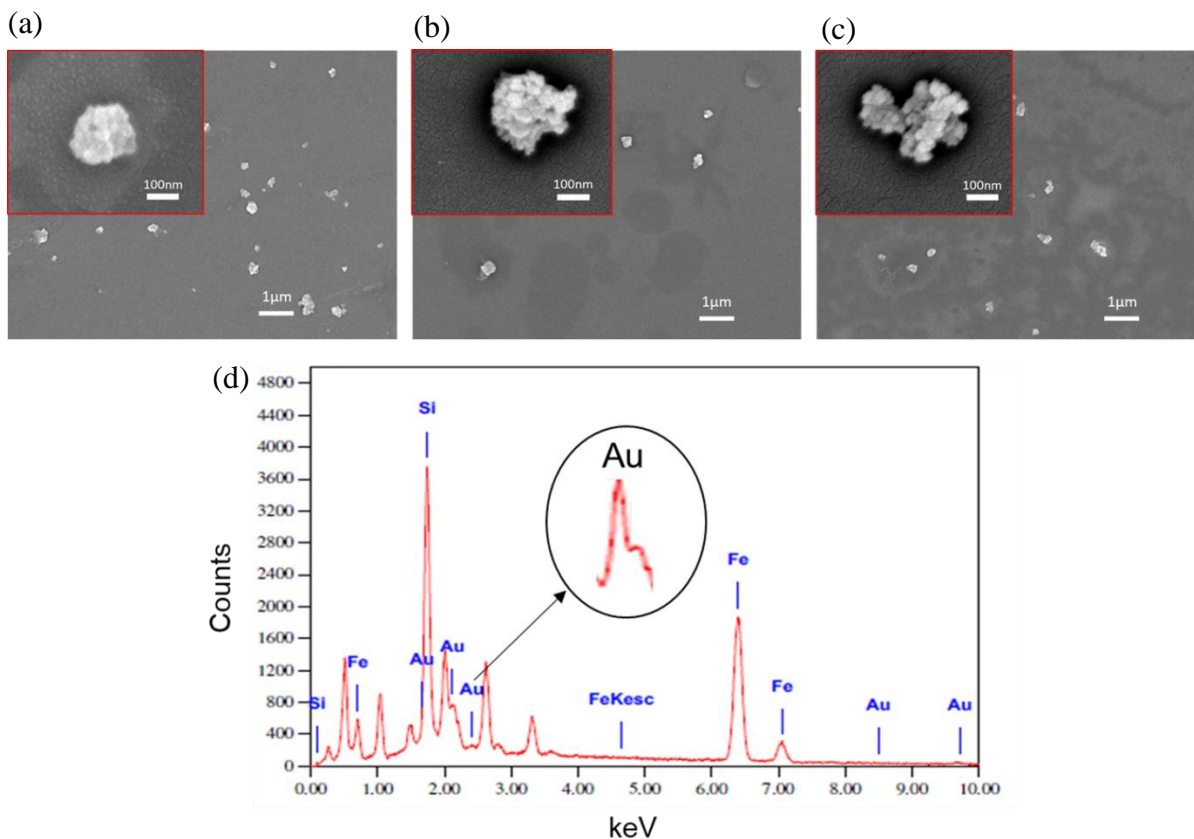 (a)
(b)
(c)
100nm
100nm
100nm
1μm
1μm
1μm
(d)
4800
4400
4000
3600
3200
2800
2400
2000
1600
1200
800
400
0
Counts
Si
Au
Fe
Fe
Au
Au
Au
Si
FeKesc
Fe
Au
Au
0.00 1.00 2.00 3.00 4.00 5.00 6.00 7.00 8.00 9.00 10.00
keV